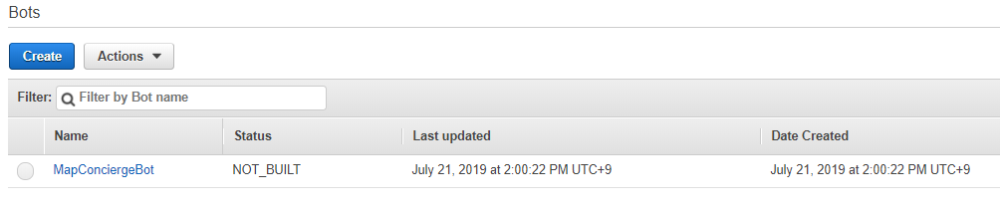 Bots
Create Actions
Filter: Filter by Bot name
Name Status Last updated Date Created
MapConciergeBot NOT_BUILT July 21, 2019 at 2:00:22 PM UTC+9 July 21, 2019 at 2:00:22 PM UTC+9